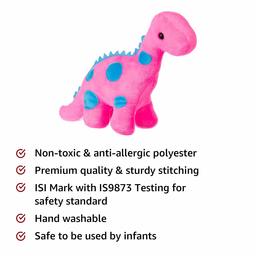 Non-toxic & anti-allergic polyester
Premium quality & sturdy stitching
ISI Mark with IS9873 Testing for
safety standard
Hand washable
Safe to be used by infants